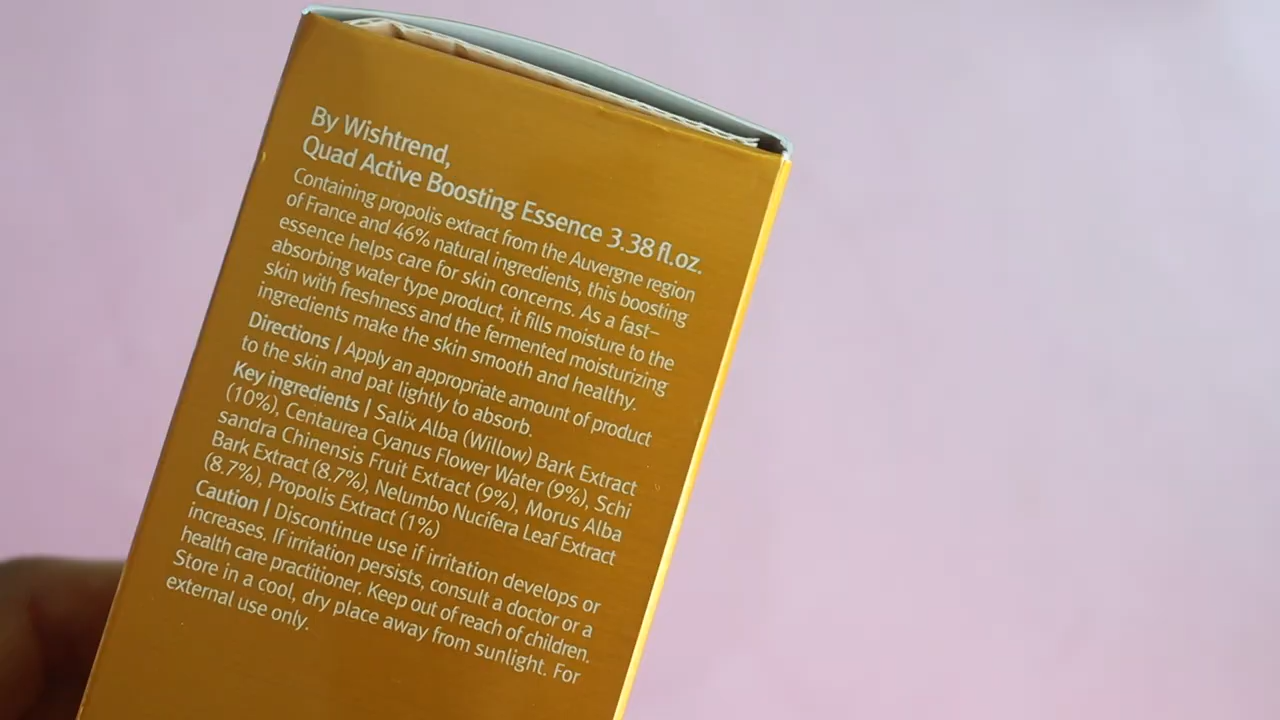 By Wishtrend,
Quad Active Boosting Essence 3.38 fl.oz.
Containing propolis extract from the Auvergne region
of France and 46% natural ingredients, this boosting
essence helps care for skin concerns. As a fast-
absorbing water type product, it fills moisture to the
skin with freshness and the fermented moisturizing
ingredients make the skin smooth and healthy.
Directions | Apply an appropriate amount of product
to the skin and pat lightly to absorb.
Key ingredients | Salix Alba (Willow) Bark Extract
(10%), Centaurea Cyanus Flower Water (9%), Schi
sandra Chinensis Fruit Extract (9%), Morus Alba
Bark Extract (8.7%), Nelumbo Nucifera Leaf Extract
(8.7%), Propolis Extract (1%)
Caution | Discontinue use if irritation develops or
increases. If irritation persists, consult a doctor or a
health care practitioner. Keep out of reach of children.
Store in a cool, dry place away from sunlight. For
external use only.